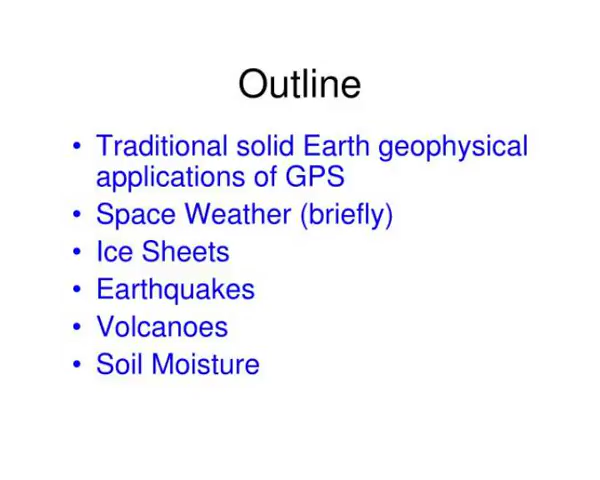 Outline
• Traditional solid Earth geophysical
applications of GPS
• Space Weather (briefly)
• Ice Sheets
• Earthquakes
• Volcanoes
• Soil Moisture